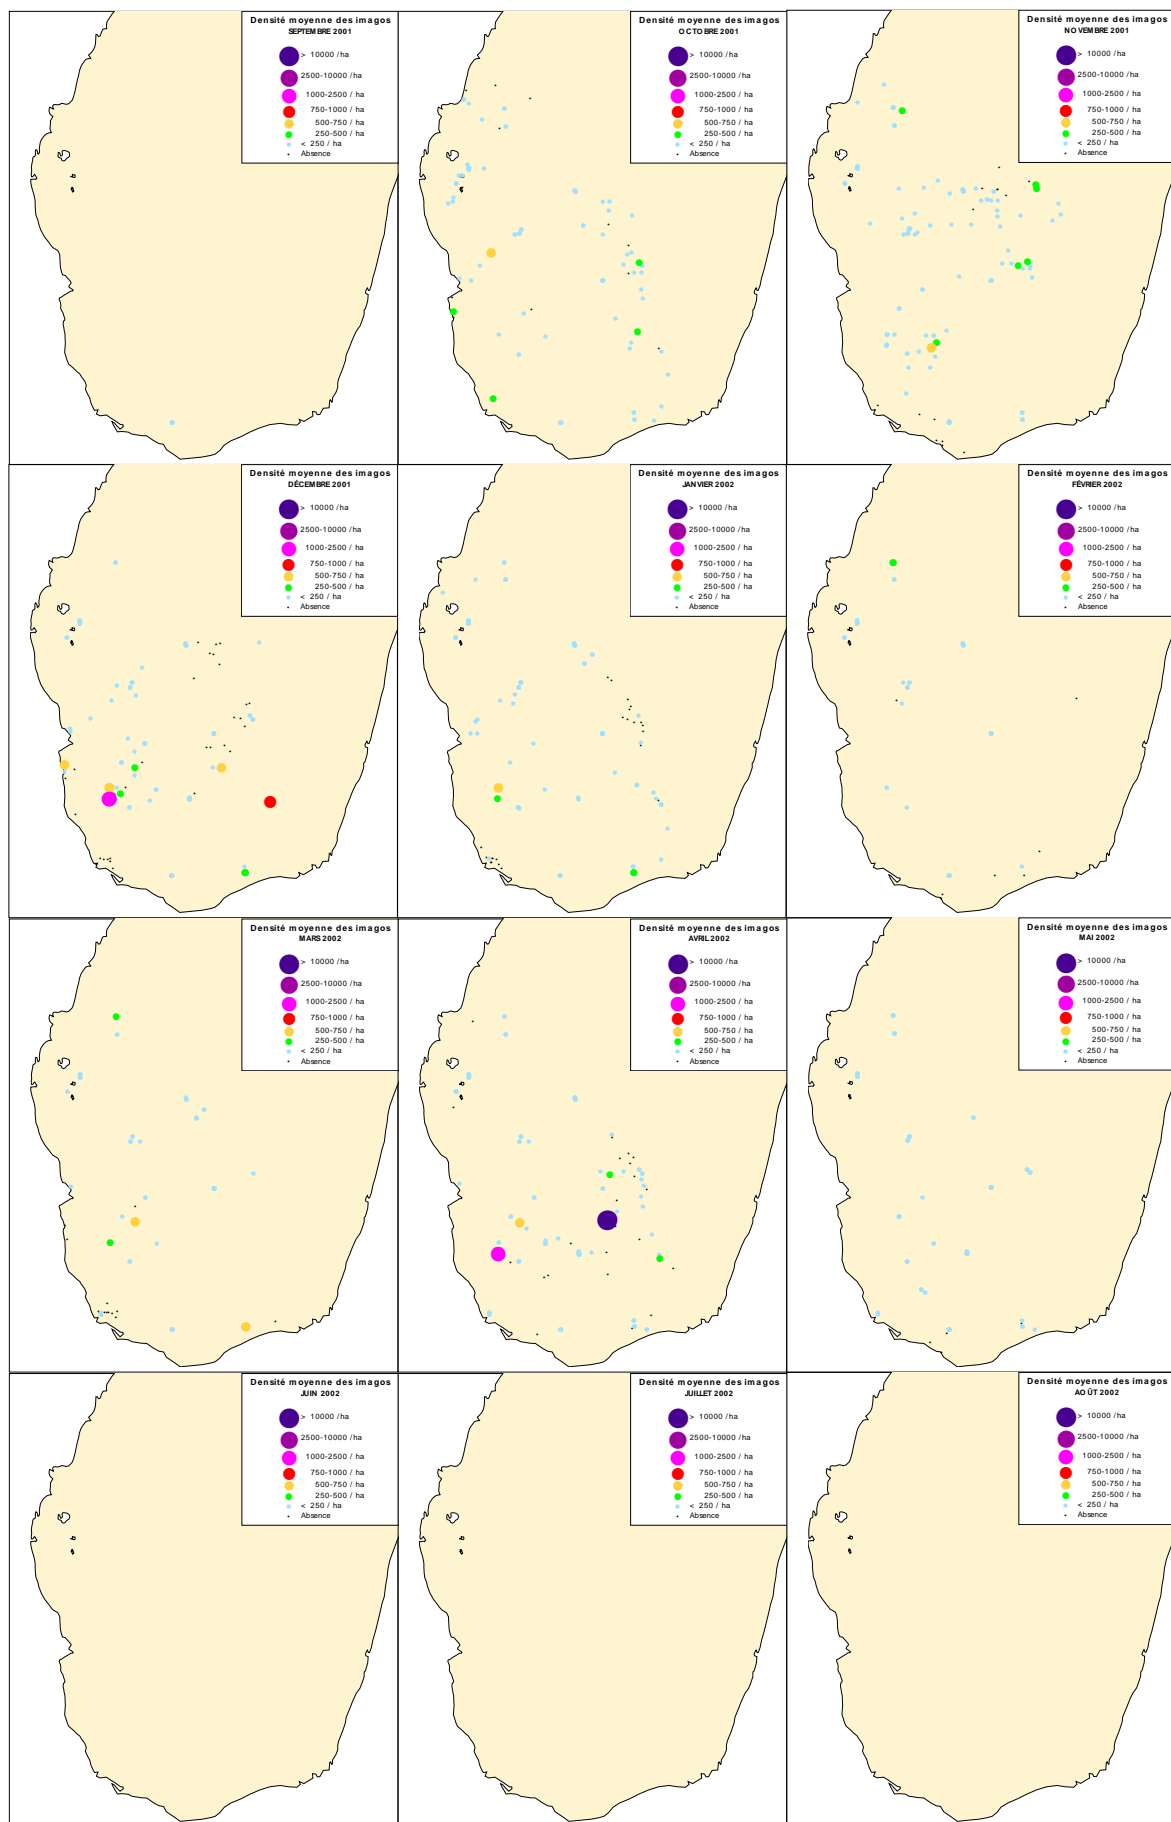 Densité moyenne des imagos
SEPTEMBRE 2001
> 10000 /ha
2500-10000 /ha
1000-2500 / ha
750-1000 / ha
500-750 / ha
250-500 / ha
< 250 / ha
Absence
Densité moyenne des imagos
OCTOBRE 2001
> 10000 /ha
2500-10000 /ha
1000-2500 / ha
750-1000 / ha
500-750 / ha
250-500 / ha
< 250 / ha
Absence
Densité moyenne des imagos
NOVEMBRE 2001
> 10000 /ha
2500-10000 /ha
1000-2500 / ha
750-1000 / ha
500-750 / ha
250-500 / ha
< 250 / ha
Absence
Densité moyenne des imagos
DÉCEMBRE 2001
> 10000 /ha
2500-10000 /ha
1000-2500 / ha
750-1000 / ha
500-750 / ha
250-500 / ha
< 250 / ha
Absence
Densité moyenne des imagos
JANVIER 2002
> 10000 /ha
2500-10000 /ha
1000-2500 / ha
750-1000 / ha
500-750 / ha
250-500 / ha
< 250 / ha
Absence
Densité moyenne des imagos
FÉVRIER 2002
> 10000 /ha
2500-10000 /ha
1000-2500 / ha
750-1000 / ha
500-750 / ha
250-500 / ha
< 250 / ha
Absence
Densité moyenne des imagos
MARS 2002
> 10000 /ha
2500-10000 /ha
1000-2500 / ha
750-1000 / ha
500-750 / ha
250-500 / ha
< 250 / ha
Absence
Densité moyenne des imagos
AVRIL 2002
> 10000 /ha
2500-10000 /ha
1000-2500 / ha
750-1000 / ha
500-750 / ha
250-500 / ha
< 250 / ha
Absence
Densité moyenne des imagos
MAI 2002
> 10000 /ha
2500-10000 /ha
1000-2500 / ha
750-1000 / ha
500-750 / ha
250-500 / ha
< 250 / ha
Absence
Densité moyenne des imagos
JUIN 2002
> 10000 /ha
2500-10000 /ha
1000-2500 / ha
750-1000 / ha
500-750 / ha
250-500 / ha
< 250 / ha
Absence
Densité moyenne des imagos
JUILLET 2002
> 10000 /ha
2500-10000 /ha
1000-2500 / ha
750-1000 / ha
500-750 / ha
250-500 / ha
< 250 / ha
Absence
Densité moyenne des imagos
AOÛT 2002
> 10000 /ha
2500-10000 /ha
1000-2500 / ha
750-1000 / ha
500-750 / ha
250-500 / ha
< 250 / ha
Absence